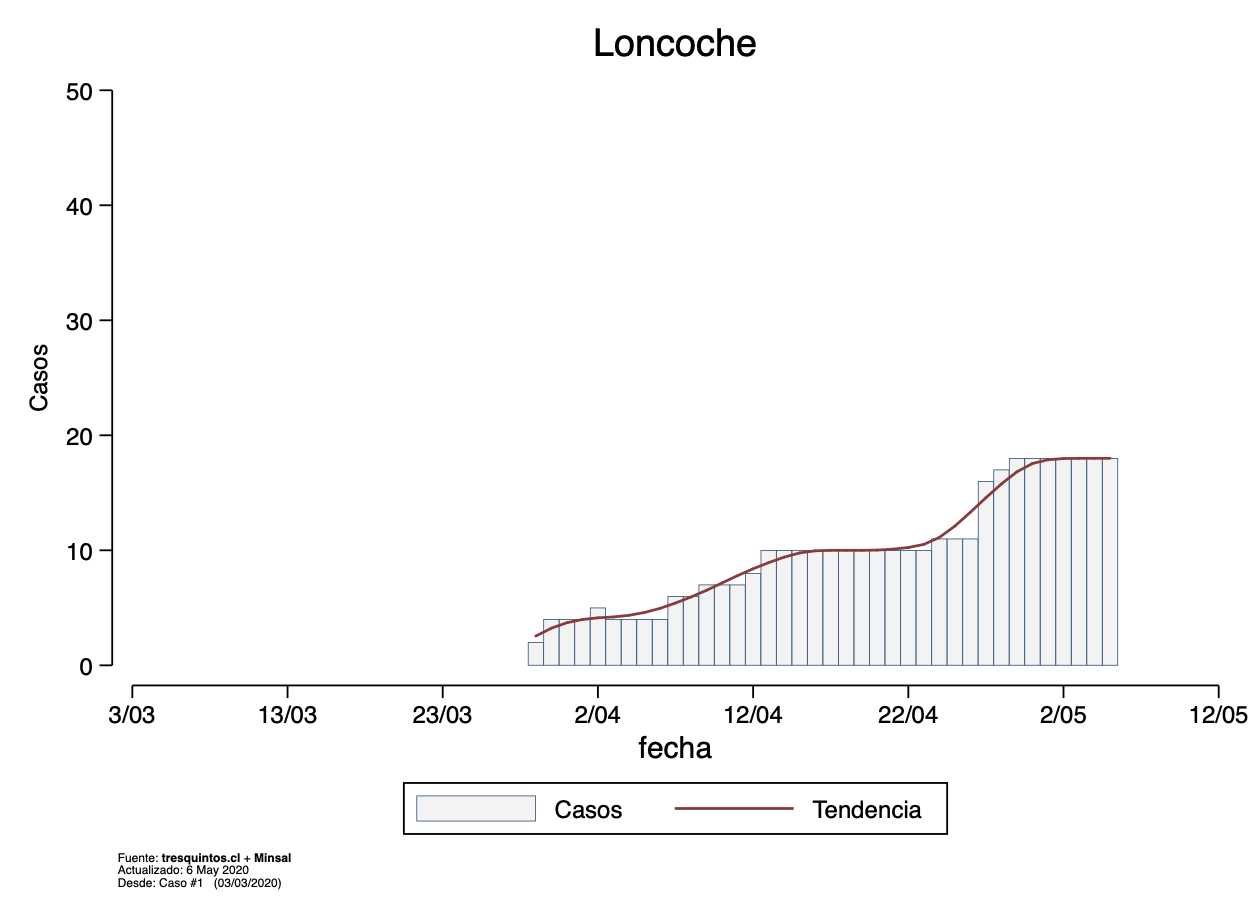 Loncoche
50
40
30
20
10
0
Casos
3/03 13/03 23/03 2/04 12/04 22/04 2/05 12/05
fecha
Casos Tendencia
Fuente: tresquintos.cl + Minsal
Actualizado: 6 May 2020
Desde: Caso #1 (03/03/2020)